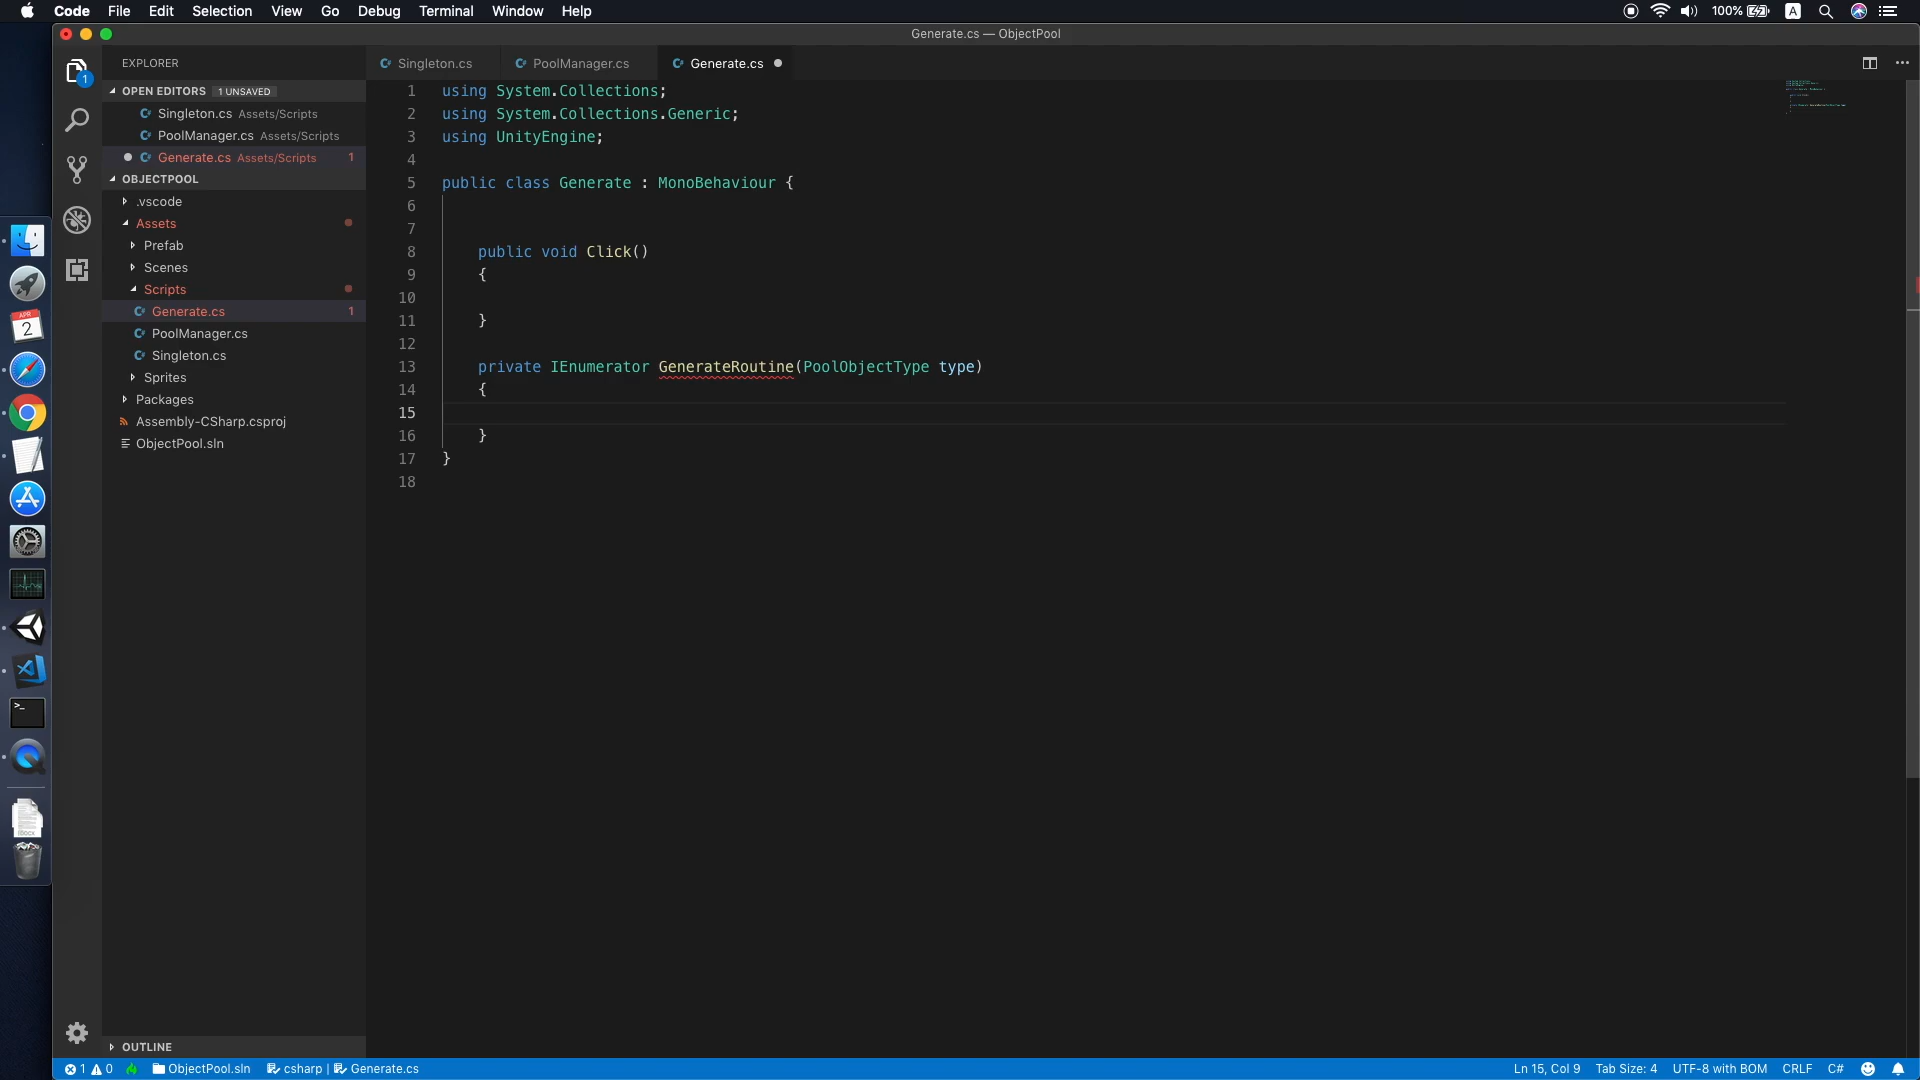 Code File Edit Selection View Go Debug Terminal Window Help
100% A
Generate.cs — ObjectPool
EXPLORER
OPEN EDITORS 1 UNSAVED
Singleton.cs Assets/Scripts
PoolManager.cs Assets/Scripts
Generate.cs Assets/Scripts 1
OBJECTPOOL
.vscode
Assets
Prefab
Scenes
Scripts
Generate.cs 1
PoolManager.cs
Singleton.cs
Sprites
Packages
Assembly-CSharp.csproj
ObjectPool.sln
OUTLINE
1
APR
2
Singleton.cs PoolManager.cs Generate.cs
1 using System.Collections;
2 using System.Collections.Generic;
3 using UnityEngine;
4
5 public class Generate : MonoBehaviour {
6
7
8 public void Click()
9 {
10
11 }
12
13 private IEnumerator GenerateRoutine(PoolObjectType type)
14 {
15
16 }
17 }
18
1 0 ObjectPool.sln csharp | Generate.cs
Ln 15, Col 9 Tab Size: 4 UTF-8 with BOM CRLF C#